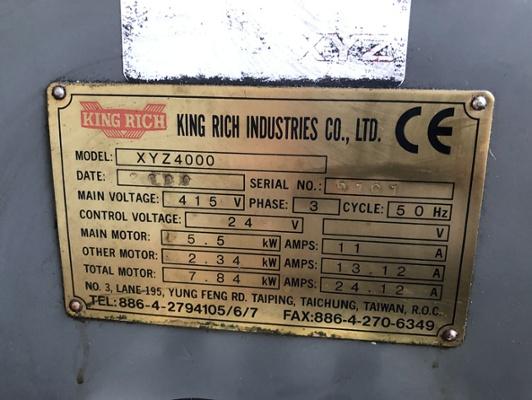 XYZ
KING RICH KING RICH INDUSTRIES CO., LTD. CE
MODEL: XYZ4000
DATE: SERIAL NO.:
MAIN VOLTAGE: 415 V PHASE: 3 CYCLE: 50 Hz
CONTROL VOLTAGE: 24 V V
MAIN MOTOR: 5.5 kW AMPS: 11 A
OTHER MOTOR: 2.34 kW AMPS: 13.12 A
TOTAL MOTOR: 7.84 kW AMPS: 24.12 A
NO. 3, LANE-195, YUNG FENG RD. TAIPING, TAICHUNG, TAIWAN, R.O.C.
TEL:886-4-2794105/6/7 FAX:886-4-270-6349